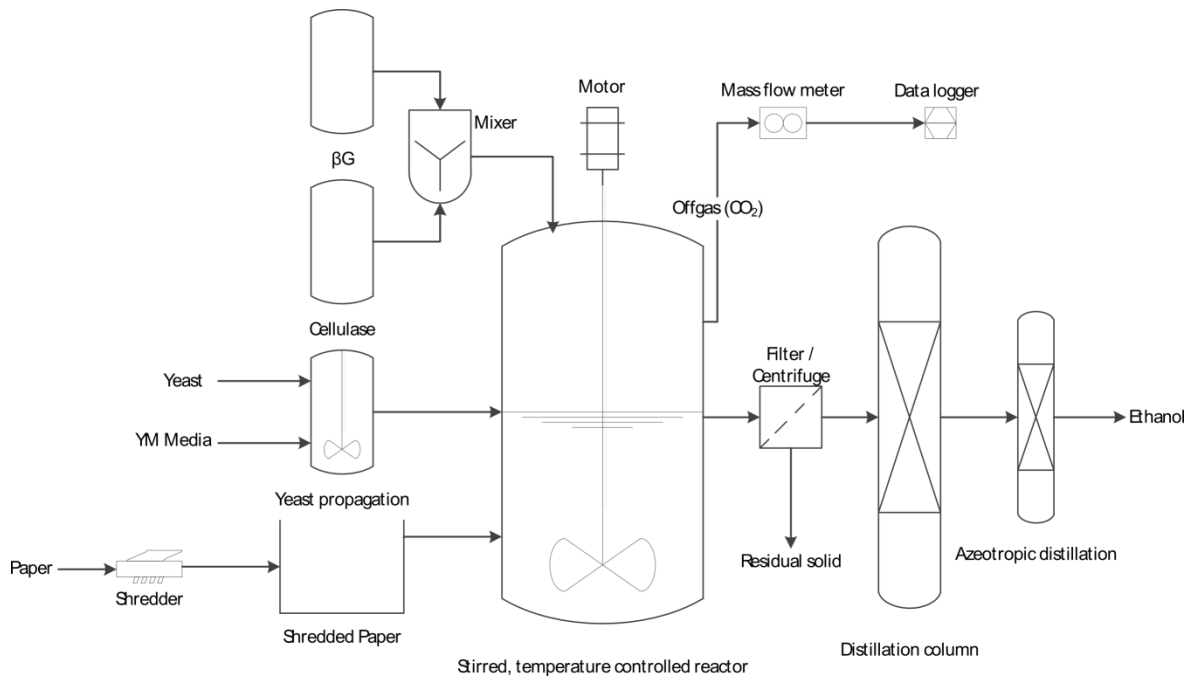 Motor
Mass flow meter
Data logger
Mixer
βG
Offgas (CO₂)
Cellulase
Filter /
Centrifuge
Yeast
Ethanol
YM Media
Yeast propagation
Residual solid
Azeotropic distillation
Paper
Shredder
Shredded Paper
Distillation column
Stirred, temperature controlled reactor